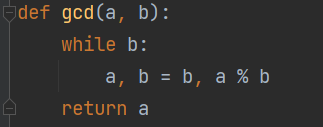 def gcd(a, b):
    while b:
        a, b = b, a % b
    return a